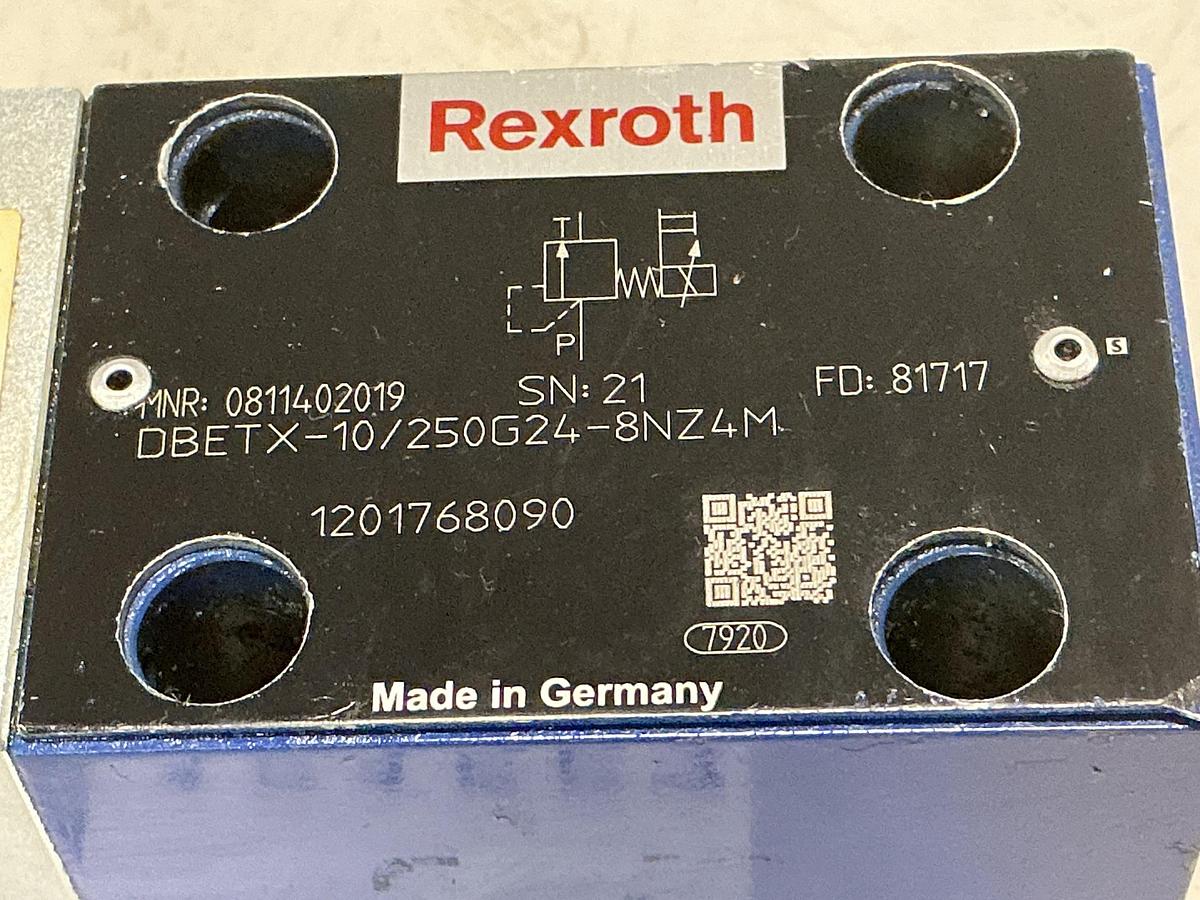 Rexroth
T
P
MNR: 0811402019 SN: 21 FD: 81717
S
DBETX-10/250G24-8NZ4M
1201768090
7920
Made in Germany